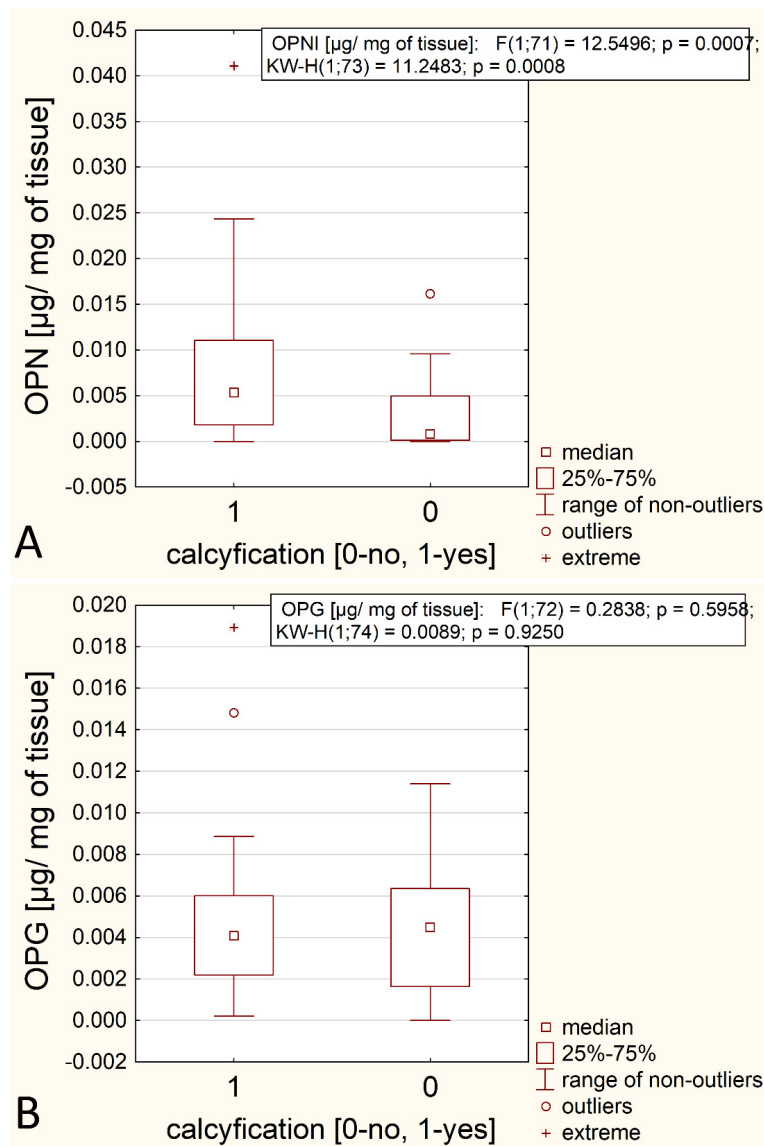 OPNI [µg/ mg of tissue]: F(1;71) = 12.5496; p = 0.0007;
KW-H(1;73) = 11.2483; p = 0.0008
OPN [µg/ mg of tissue]
0.045
0.040
0.035
0.030
0.025
0.020
0.015
0.010
0.005
0.000
-0.005
1 0
calcyfication [0-no, 1-yes]
median
25%-75%
range of non-outliers
outliers
extreme
A
OPG [µg/ mg of tissue]: F(1;72) = 0.2838; p = 0.5958;
KW-H(1;74) = 0.0089; p = 0.9250
OPG [µg/ mg of tissue]
0.020
0.018
0.016
0.014
0.012
0.010
0.008
0.006
0.004
0.002
0.000
-0.002
1 0
calcyfication [0-no, 1-yes]
median
25%-75%
range of non-outliers
outliers
extreme
B